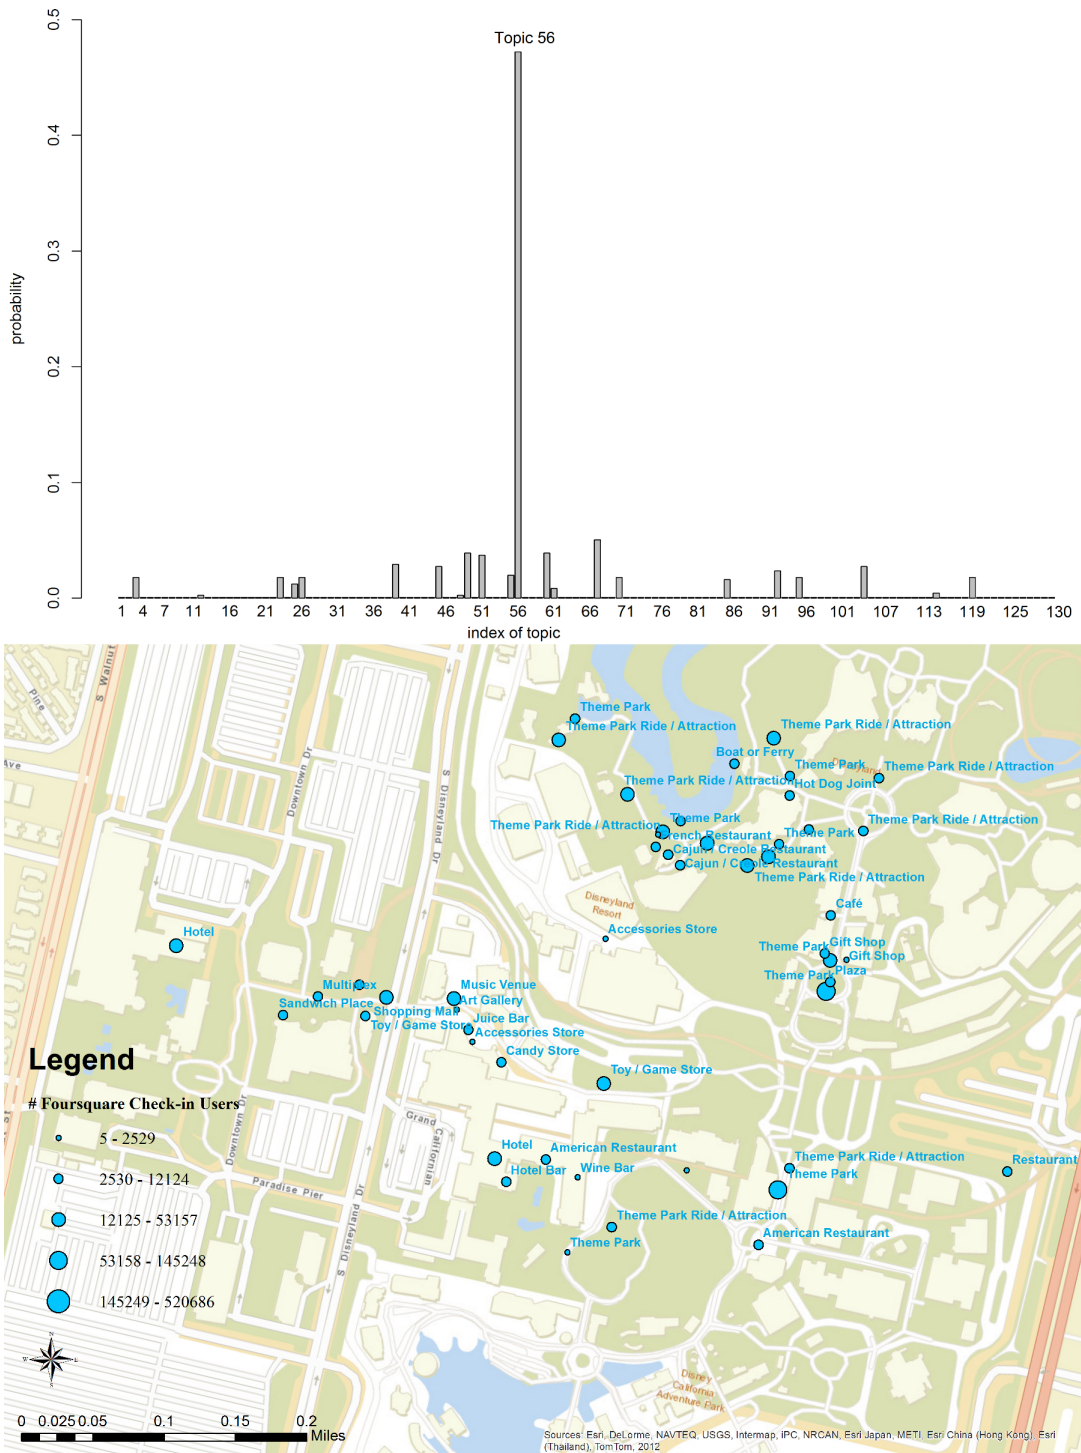 0.5
Topic 56
0.4
0.3
0.2
0.1
0.0
probability
1 4 7 11 16 21 26 31 36 41 46 51 56 61 66 70 76 82 86 91 96 101 107 113 119 125 130
index of topic
S Walnut
Pine
Ave
Downtown Dr
S Disneyland Dr
Theme Park
Theme Park Ride / Attraction
Theme Park Ride / Attraction
Boat or Ferry
Theme Park
Theme Park Ride / Attraction
Theme Park Ride / Attraction
Hot Dog Joint
Theme Park
Theme Park Ride / Attraction
Theme Park Ride / Attraction
French Restaurant
Theme Park
Cajun / Creole Restaurant
Cajun / Creole Restaurant
Theme Park Ride / Attraction
Disneyland
Resort
Café
Hotel
Accessories Store
Theme Park
Gift Shop
Gift Shop
Plaza
Theme Park
Multiplex
Music Venue
Sandwich Place
Art Gallery
Shopping Mall
Juice Bar
Toy / Game Store
Accessories Store
Candy Store
Toy / Game Store
Legend
# Foursquare Check-in Users
5 - 2529
2530 - 12124
12125 - 53157
53158 - 145248
145249 - 520686
Downtown Dr
Grand
Californian
Paradise Pier
S Disneyland Dr
Hotel
American Restaurant
Hotel Bar
Wine Bar
Theme Park Ride / Attraction
Theme Park
Restaurant
Theme Park Ride / Attraction
American Restaurant
Theme Park
Disney
California
Adventure Park
N
W E
S
0 0.025 0.05 0.1 0.15 0.2
Miles
Sources: Esri, DeLorme, NAVTEQ, USGS, Intermap, iPC, NRCAN, Esri Japan, METI, Esri China (Hong Kong), Esri
(Thailand), TomTom, 2012